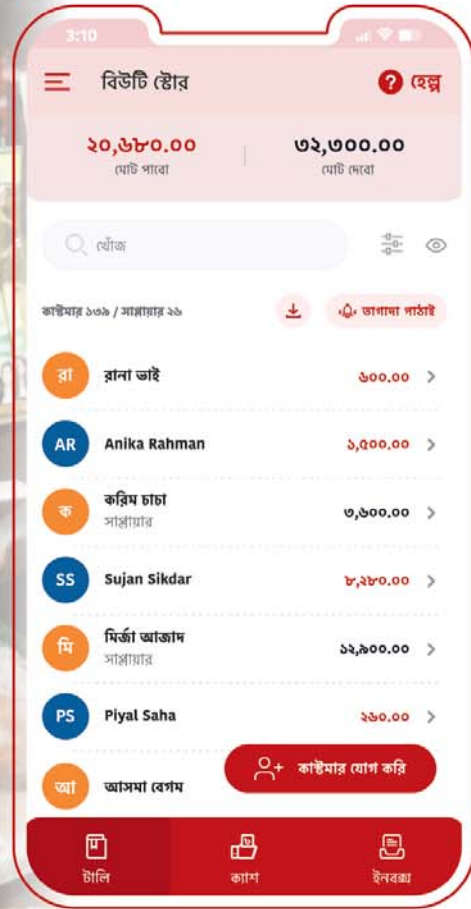 3:10
বিউটি স্টোর
? হেল্প
২০,৬৮০.০০ ৩২,৩০০.০০
মোট পাবো মোট দেবো
খোঁজ
কাস্টমার ১৩৯ / সাপ্লায়ার ২৬ তাগাদা পাঠাই
রা রানা ভাই ৬০০.০০
AR Anika Rahman ১,৫০০.০০
ক করিম চাচা ৩,৬০০.০০
সাপ্লায়ার
SS Sujan Sikdar ৮,২৮০.০০
মি মির্জা আজাদ ১২,৯০০.০০
সাপ্লায়ার
PS Piyal Saha ২৬০.০০
আ আসমা বেগম
কাস্টমার যোগ করি
টালি ক্যাশ ইনবক্স